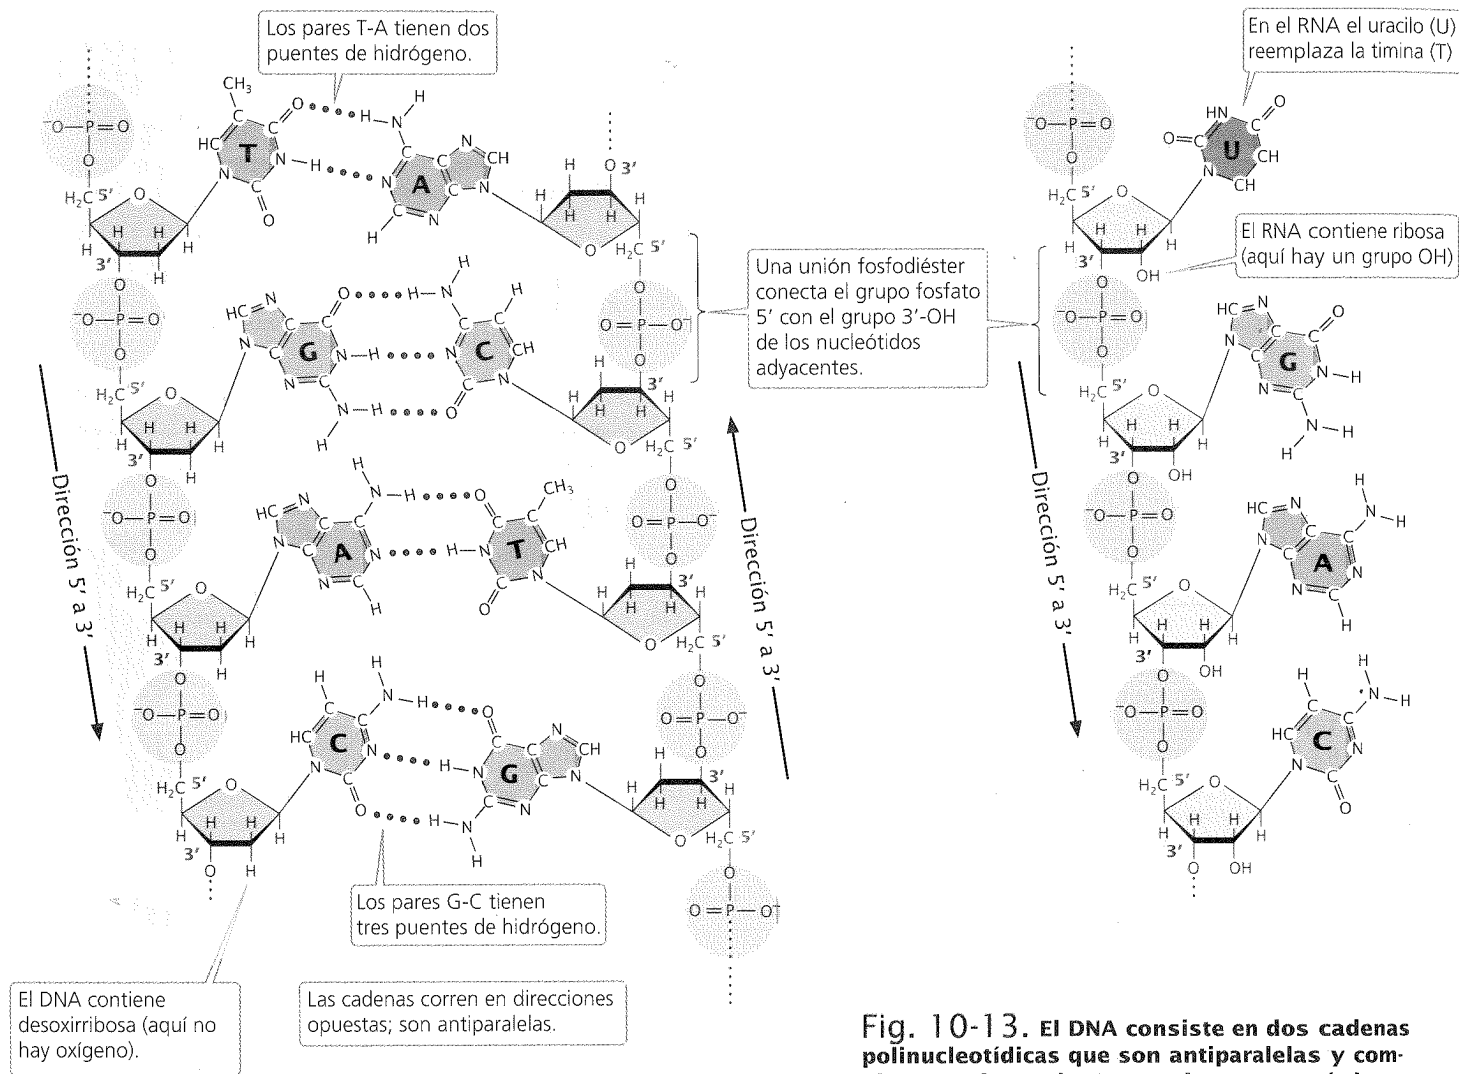 Los pares T-A tienen dos
puentes de hidrógeno.
En el RNA el uracilo (U)
reemplaza la timina (T)
El RNA contiene ribosa
(aquí hay un grupo OH)
Una unión fosfodiéster
conecta el grupo fosfato
5′ con el grupo 3′-OH
de los nucleótidos
adyacentes.
Dirección 5′ a 3′
Dirección 5′ a 3′
Dirección 5′ a 3′
T
A
G
C
A
T
C
G
U
G
A
C
Los pares G-C tienen
tres puentes de hidrógeno.
El DNA contiene
desoxirribosa (aquí no
hay oxígeno).
Las cadenas corren en direcciones
opuestas; son antiparalelas.
Fig. 10-13. El DNA consiste en dos cadenas
polinucleotídicas que son antiparalelas y com-